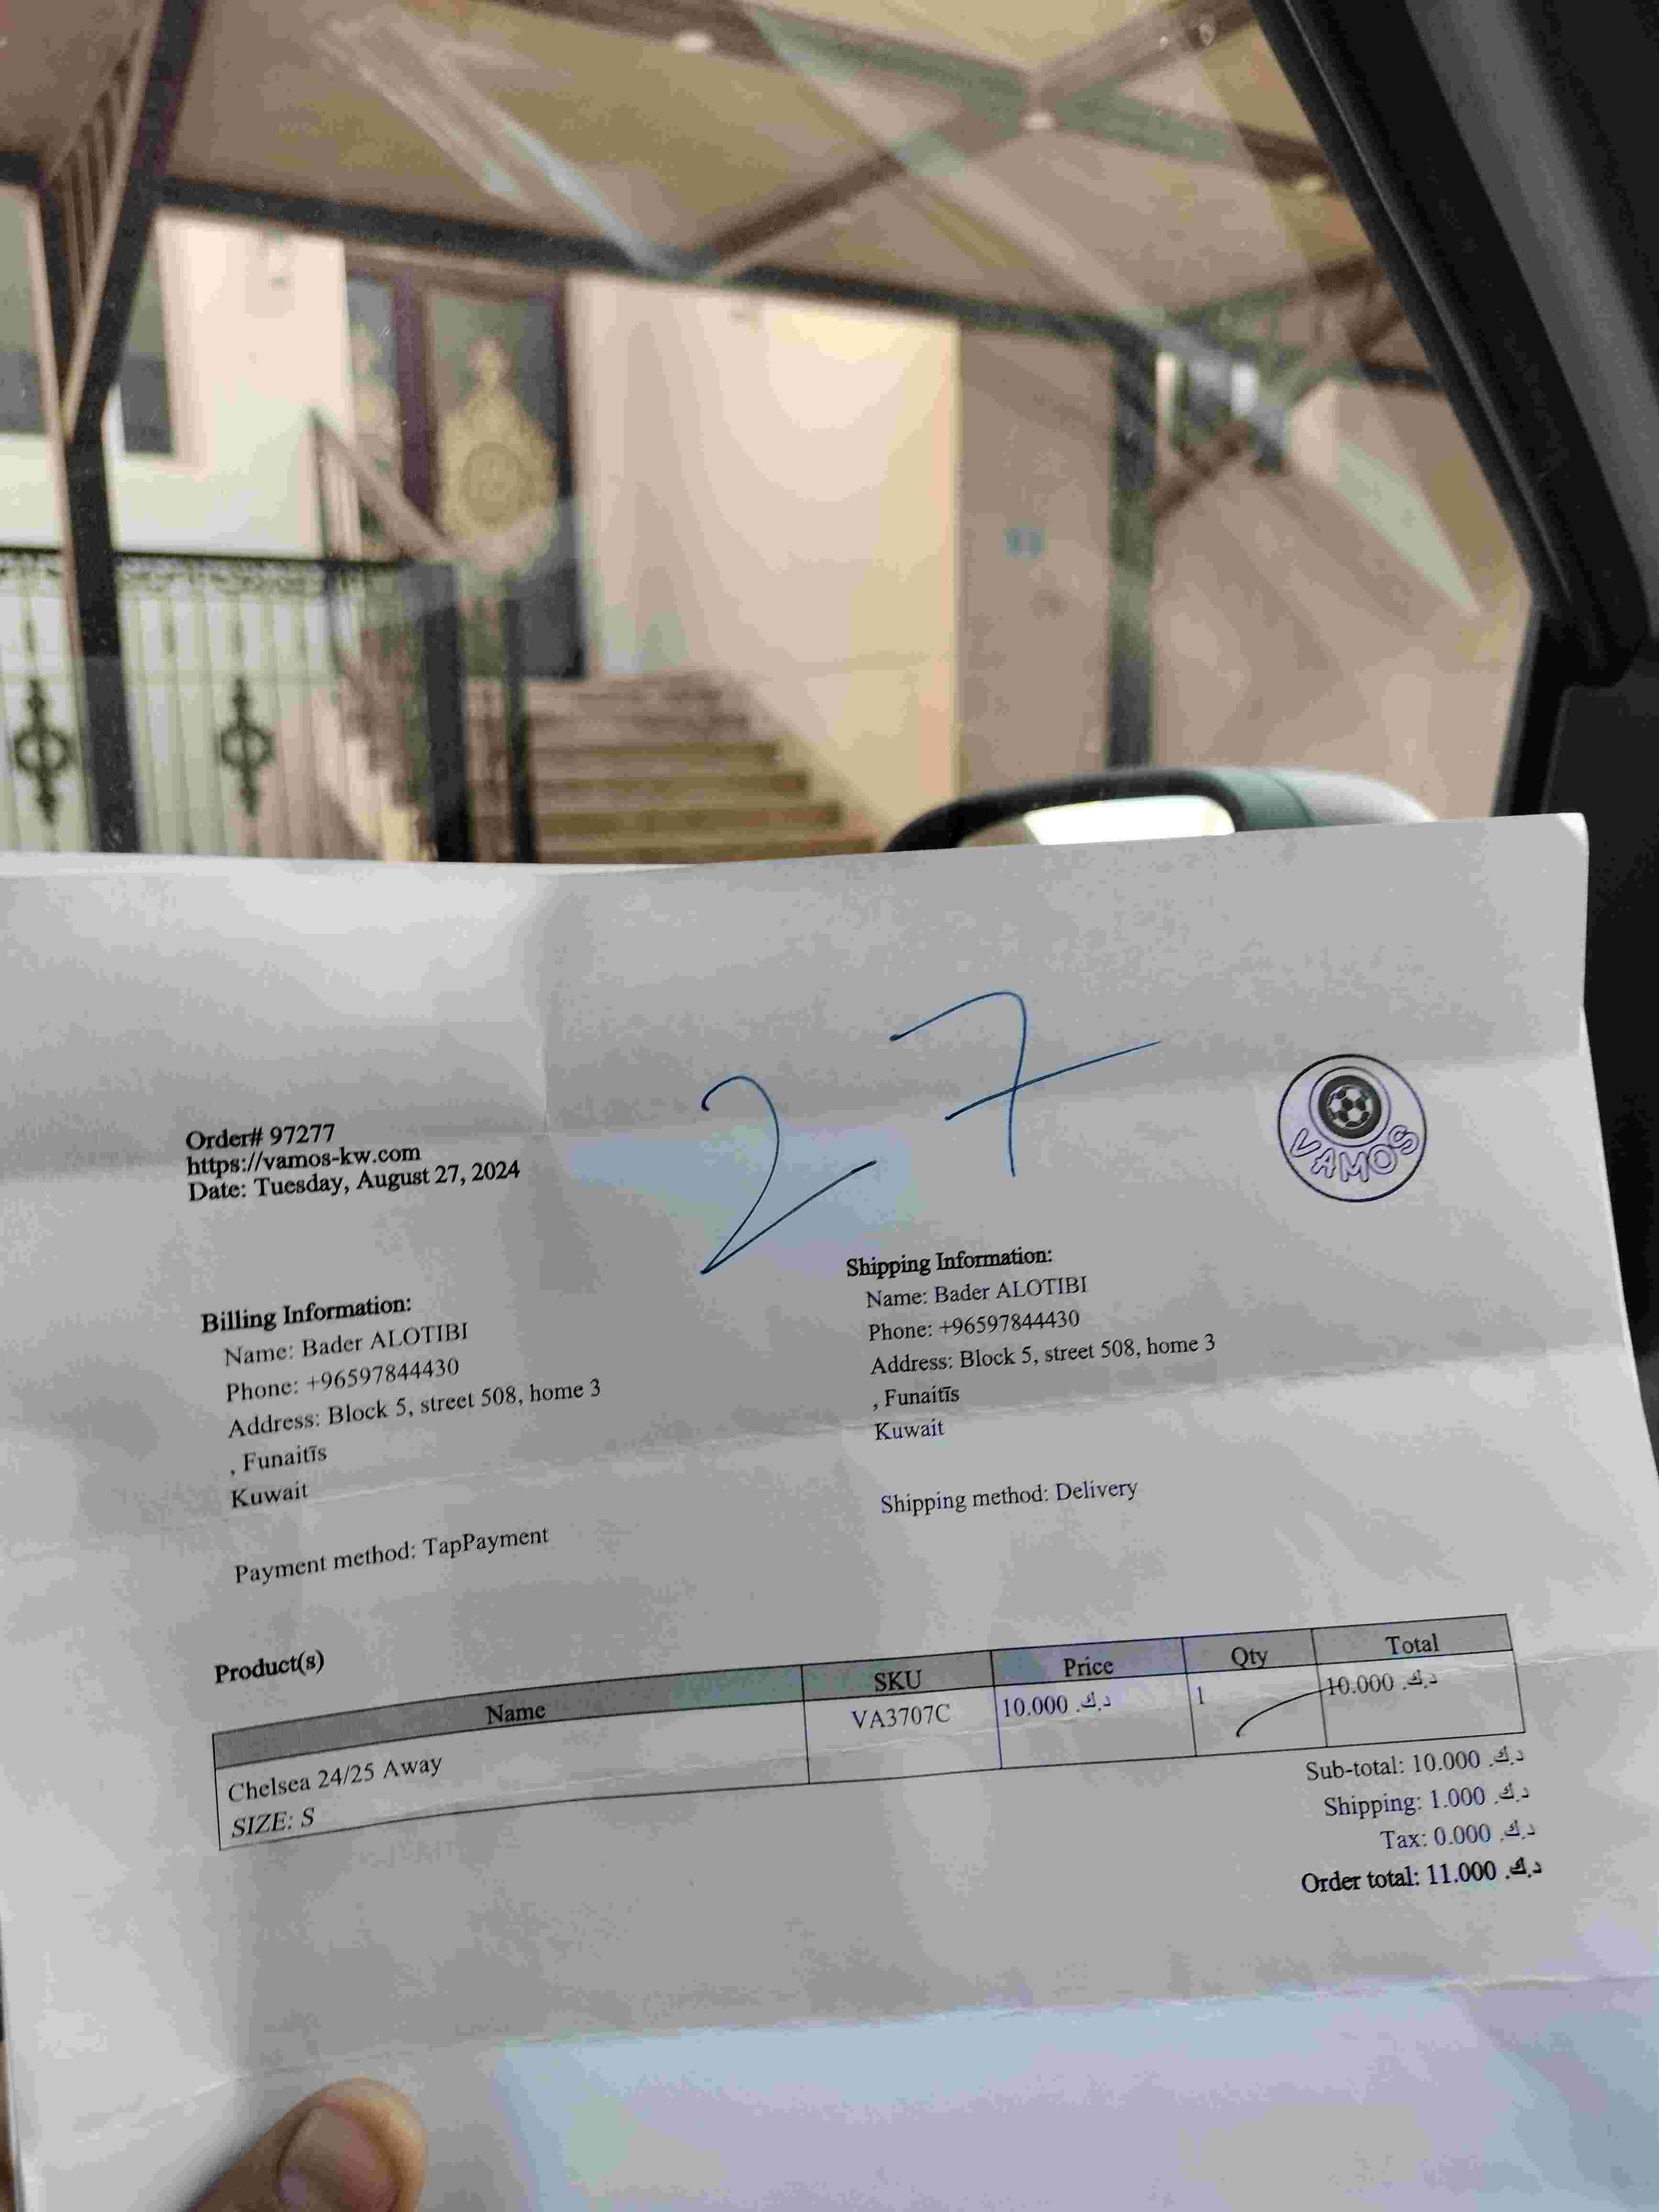 27
Order# 97277
https://vamos-kw.com
Date: Tuesday, August 27, 2024
VAMOS
Billing Information:
Name: Bader ALOTIBI
Phone: +96597844430
Address: Block 5, street 508, home 3
, Funaitīs
Kuwait
Payment method: TapPayment
Shipping Information:
Name: Bader ALOTIBI
Phone: +96597844430
Address: Block 5, street 508, home 3
, Funaitīs
Kuwait
Shipping method: Delivery
Product(s)
Name SKU Price Qty Total
Chelsea 24/25 Away VA3707C 10.000 د.ك. 1 10.000 د.ك.
SIZE: S
Sub-total: 10.000 د.ك.
Shipping: 1.000 د.ك.
Tax: 0.000 د.ك.
Order total: 11.000 د.ك.